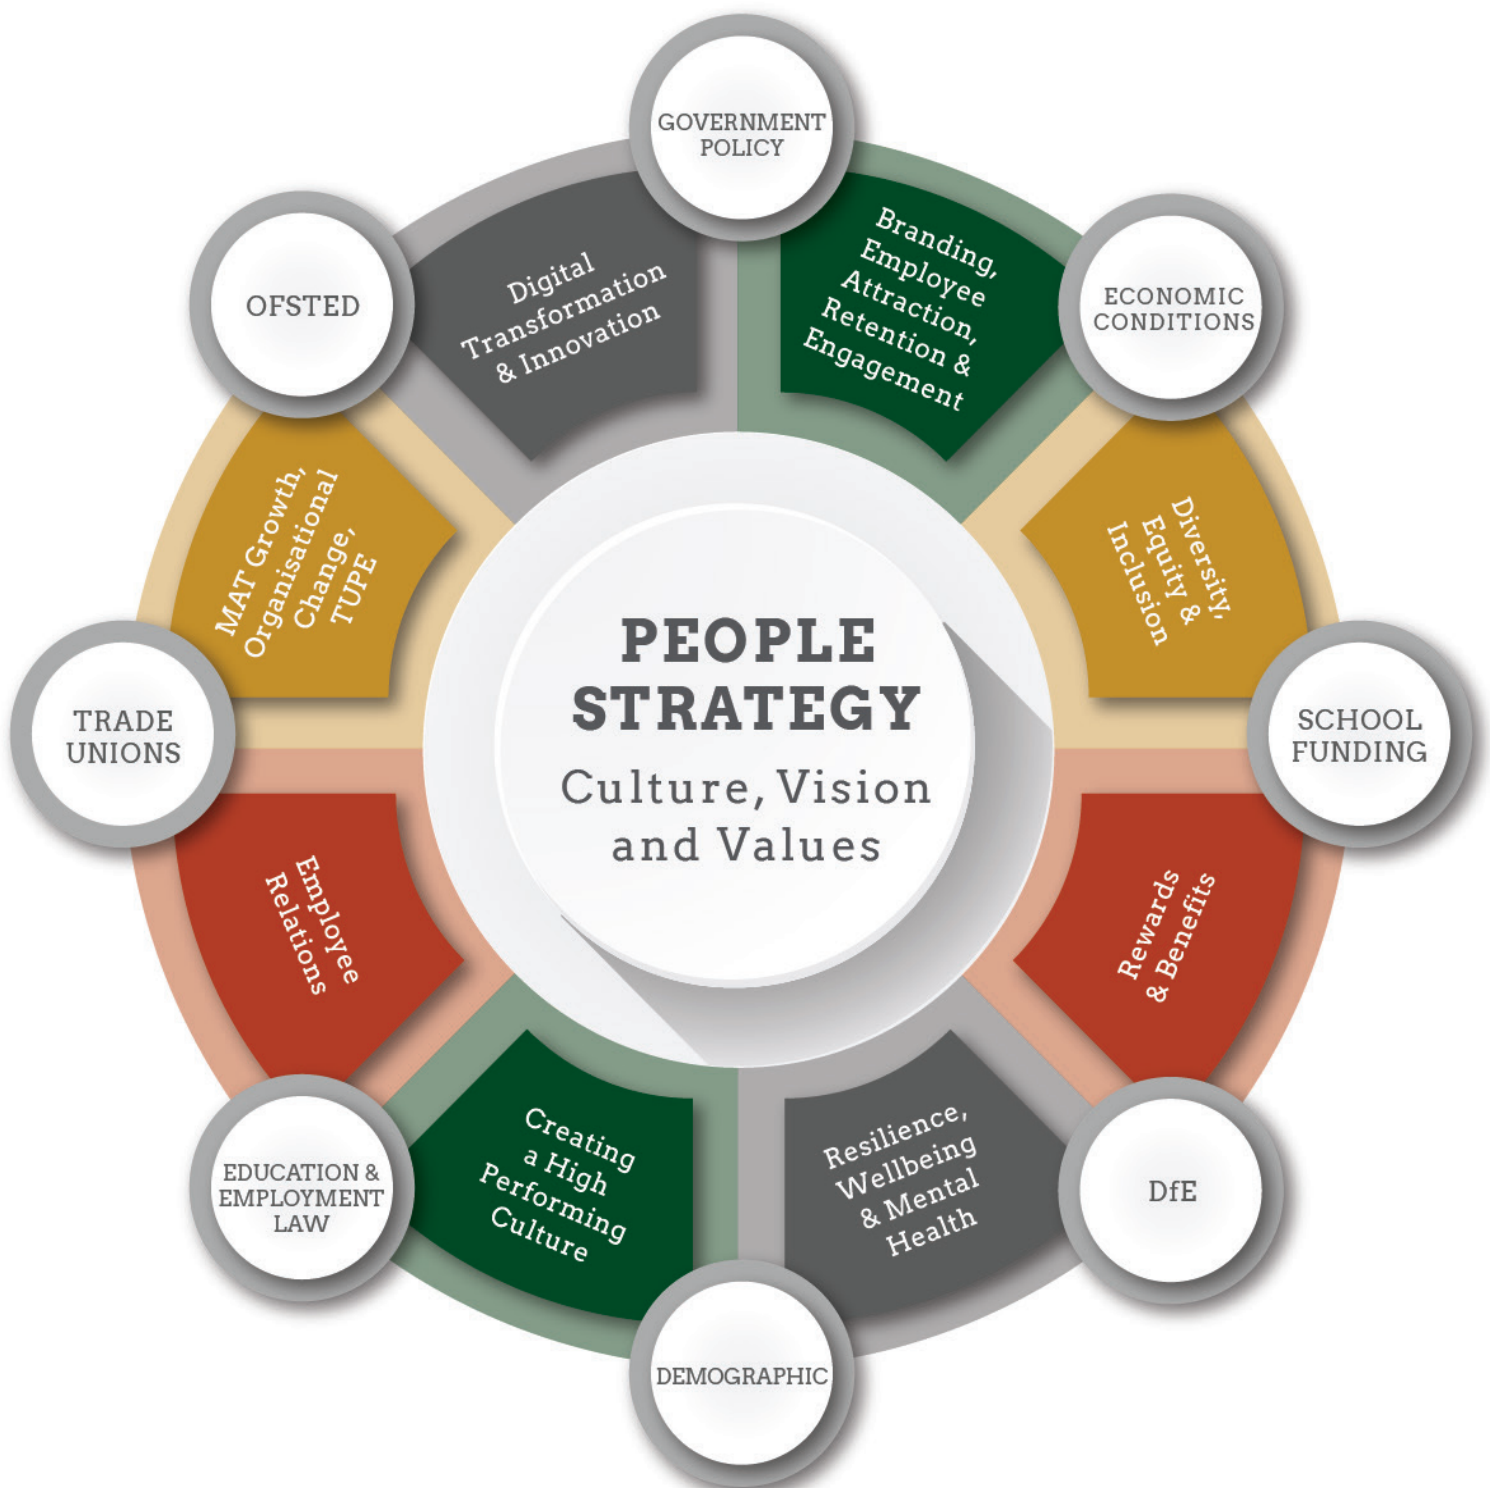 GOVERNMENT
POLICY
Branding,
Employee
Attraction,
Retention &
Engagement
ECONOMIC
CONDITIONS
Diversity,
Equity &
Inclusion
SCHOOL
FUNDING
Rewards
& Benefits
DfE
Resilience,
Wellbeing
& Mental
Health
DEMOGRAPHIC
Creating
a High
Performing
Culture
EDUCATION &
EMPLOYMENT
LAW
Employee
Relations
TRADE
UNIONS
MAT Growth,
Organisational
Change,
TUPE
OFSTED
Digital
Transformation
& Innovation
PEOPLE
STRATEGY
Culture, Vision
and Values